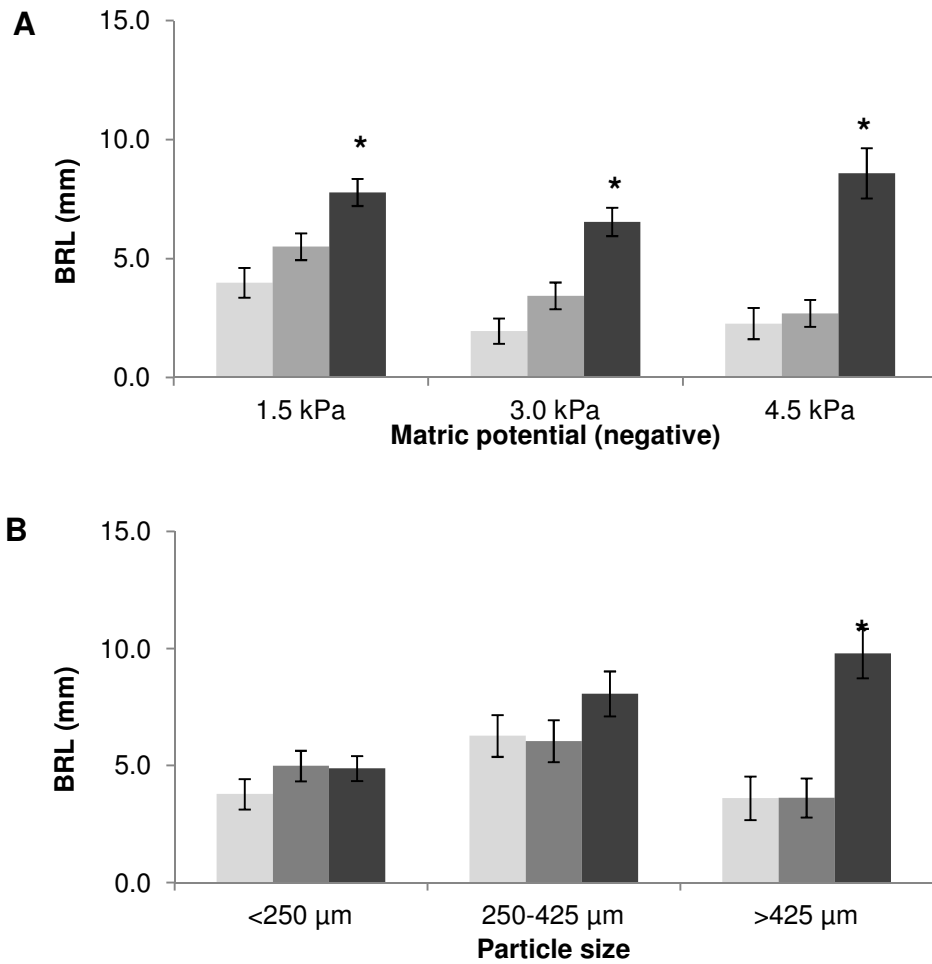 A
15.0
10.0
5.0
0.0
BRL (mm)
* * *
1.5 kPa 3.0 kPa 4.5 kPa
Matric potential (negative)
B
15.0
10.0
5.0
0.0
BRL (mm)
*
<250 µm 250-425 µm >425 µm
Particle size